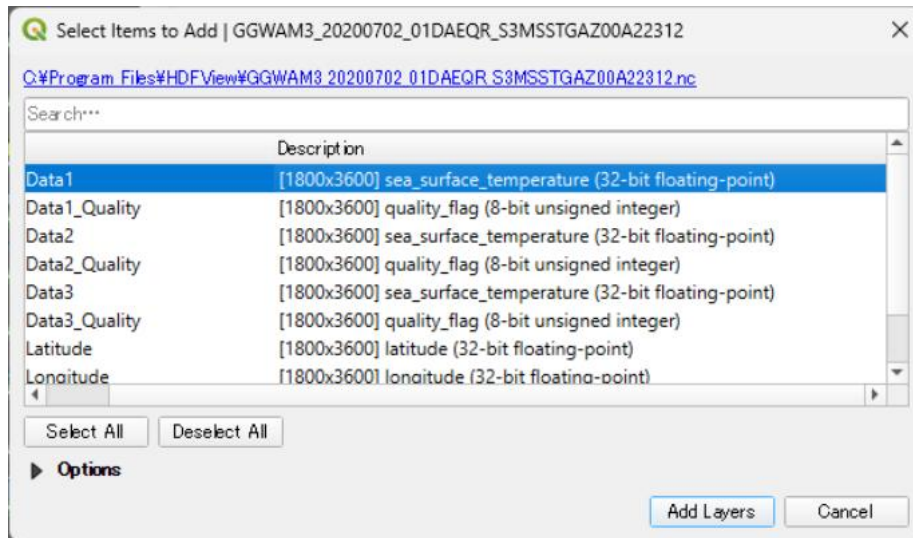 Select Items to Add | GGWAM3_20200702_01DAEQR_S3MSSTGAZ00A22312
C:¥Program Files¥HDFView¥GGWAM3_20200702_01DAEQR_S3MSSTGAZ00A22312.nc
Search…
Description
Data1 [1800x3600] sea_surface_temperature (32-bit floating-point)
Data1_Quality [1800x3600] quality_flag (8-bit unsigned integer)
Data2 [1800x3600] sea_surface_temperature (32-bit floating-point)
Data2_Quality [1800x3600] quality_flag (8-bit unsigned integer)
Data3 [1800x3600] sea_surface_temperature (32-bit floating-point)
Data3_Quality [1800x3600] quality_flag (8-bit unsigned integer)
Latitude [1800x3600] latitude (32-bit floating-point)
Longitude [1800x3600] longitude (32-bit floating-point)
Select All Deselect All
Options
Add Layers Cancel